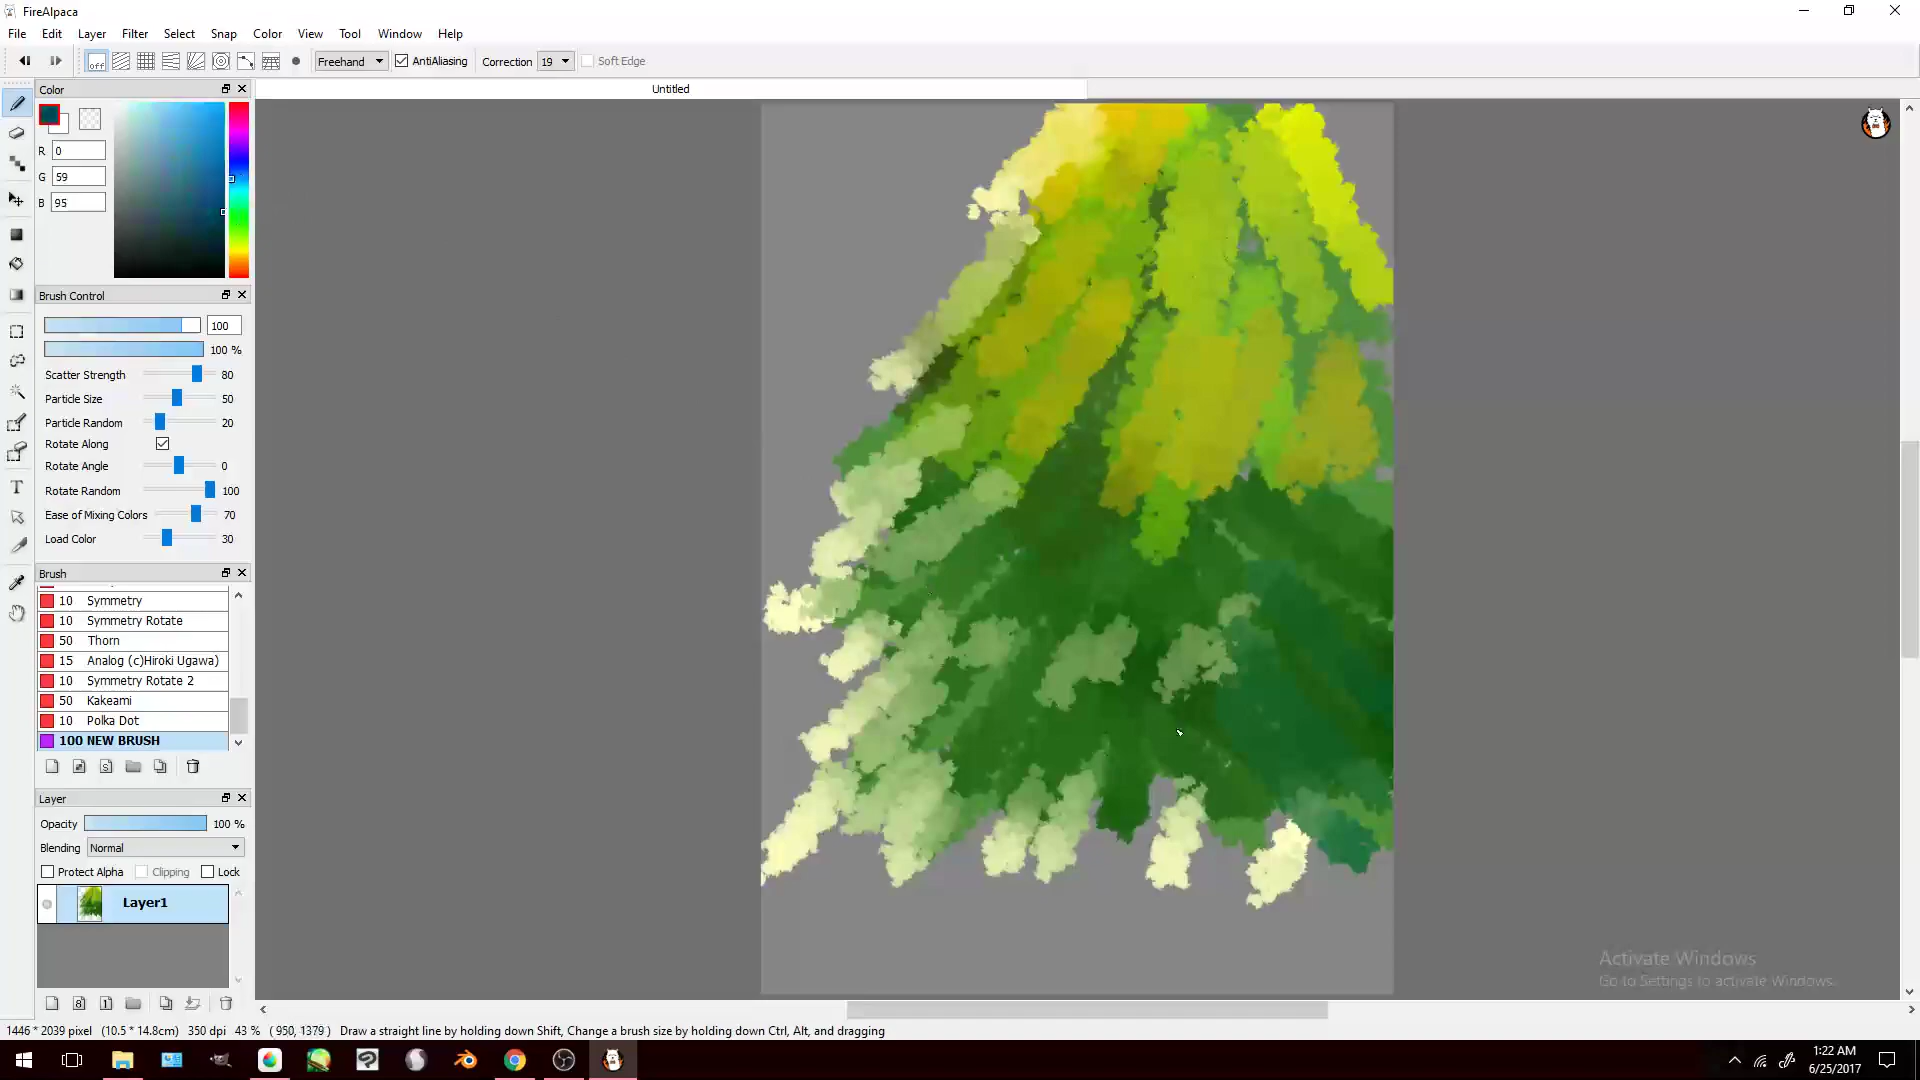 FireAlpaca
File Edit Layer Filter Select Snap Color View Tool Window Help
off Freehand AntiAliasing Correction 19 Soft Edge
Color
Untitled
R 0
G 59
B 95
Brush Control
100
100 %
Scatter Strength 80
Particle Size 50
Particle Random 20
Rotate Along
Rotate Angle 0
Rotate Random 100
Ease of Mixing Colors 70
Load Color 30
Brush
10 Symmetry
10 Symmetry Rotate
50 Thorn
15 Analog (c)Hiroki Ugawa)
10 Symmetry Rotate 2
50 Kakeami
10 Polka Dot
100 NEW BRUSH
S
Layer
Opacity 100 %
Blending Normal
Protect Alpha Clipping Lock
Layer1
8 1
Activate Windows
Go to Settings to activate Windows.
1446 * 2039 pixel (10.5 * 14.8cm) 350 dpi 43 % ( 950, 1379 ) Draw a straight line by holding down Shift, Change a brush size by holding down Ctrl, Alt, and dragging
1:22 AM
6/25/2017